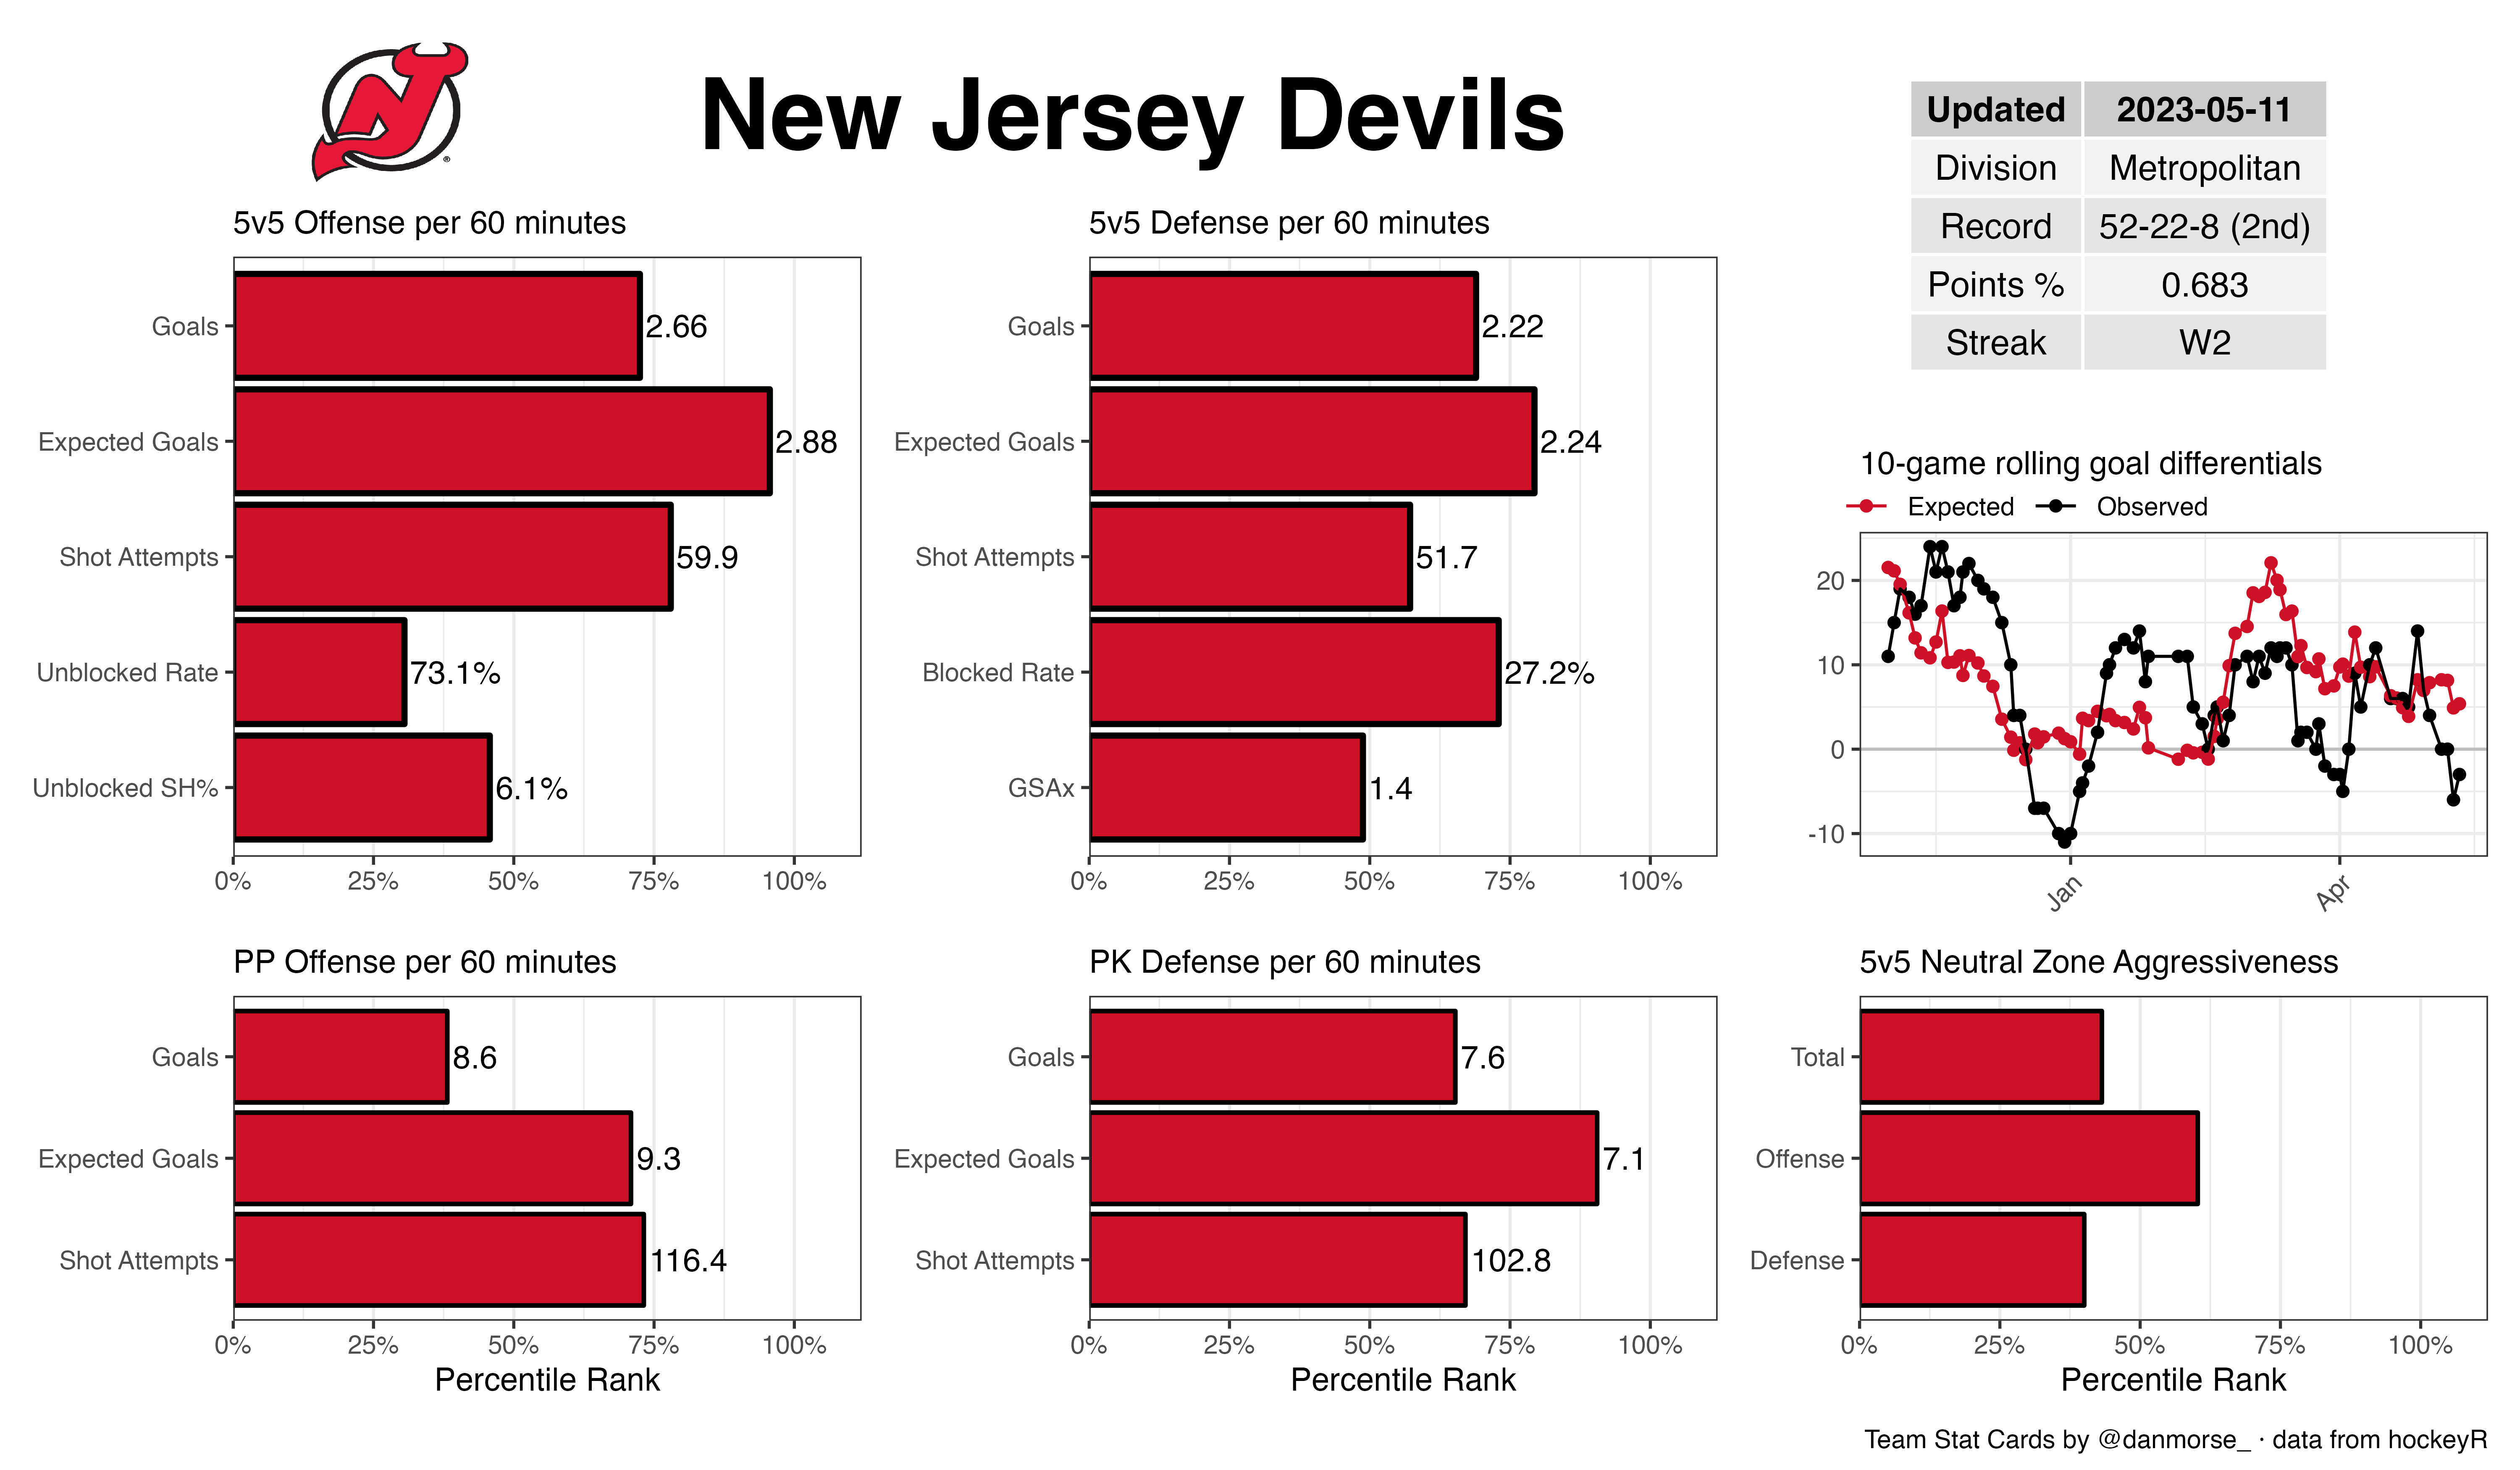 New Jersey Devils
Updated 2023-05-11
Division Metropolitan
Record 52-22-8 (2nd)
Points % 0.683
Streak W2
5v5 Offense per 60 minutes
Goals 2.66
Expected Goals 2.88
Shot Attempts 59.9
Unblocked Rate 73.1%
Unblocked SH% 6.1%
0% 25% 50% 75% 100%
5v5 Defense per 60 minutes
Goals 2.22
Expected Goals 2.24
Shot Attempts 51.7
Blocked Rate 27.2%
GSAx 1.4
0% 25% 50% 75% 100%
10-game rolling goal differentials
Expected Observed
20
10
0
-10
Jan Apr
PP Offense per 60 minutes
Goals 8.6
Expected Goals 9.3
Shot Attempts 116.4
0% 25% 50% 75% 100%
Percentile Rank
PK Defense per 60 minutes
Goals 7.6
Expected Goals 7.1
Shot Attempts 102.8
0% 25% 50% 75% 100%
Percentile Rank
5v5 Neutral Zone Aggressiveness
Total
Offense
Defense
0% 25% 50% 75% 100%
Percentile Rank
Team Stat Cards by @danmorse_ · data from hockeyR